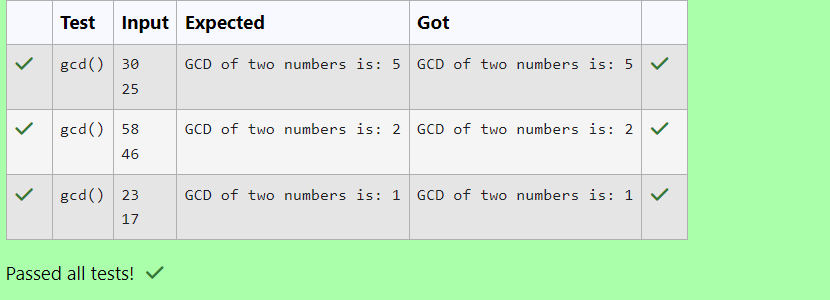 Test Input Expected Got
gcd() 30 GCD of two numbers is: 5 GCD of two numbers is: 5
25
gcd() 58 GCD of two numbers is: 2 GCD of two numbers is: 2
46
gcd() 23 GCD of two numbers is: 1 GCD of two numbers is: 1
17
Passed all tests!